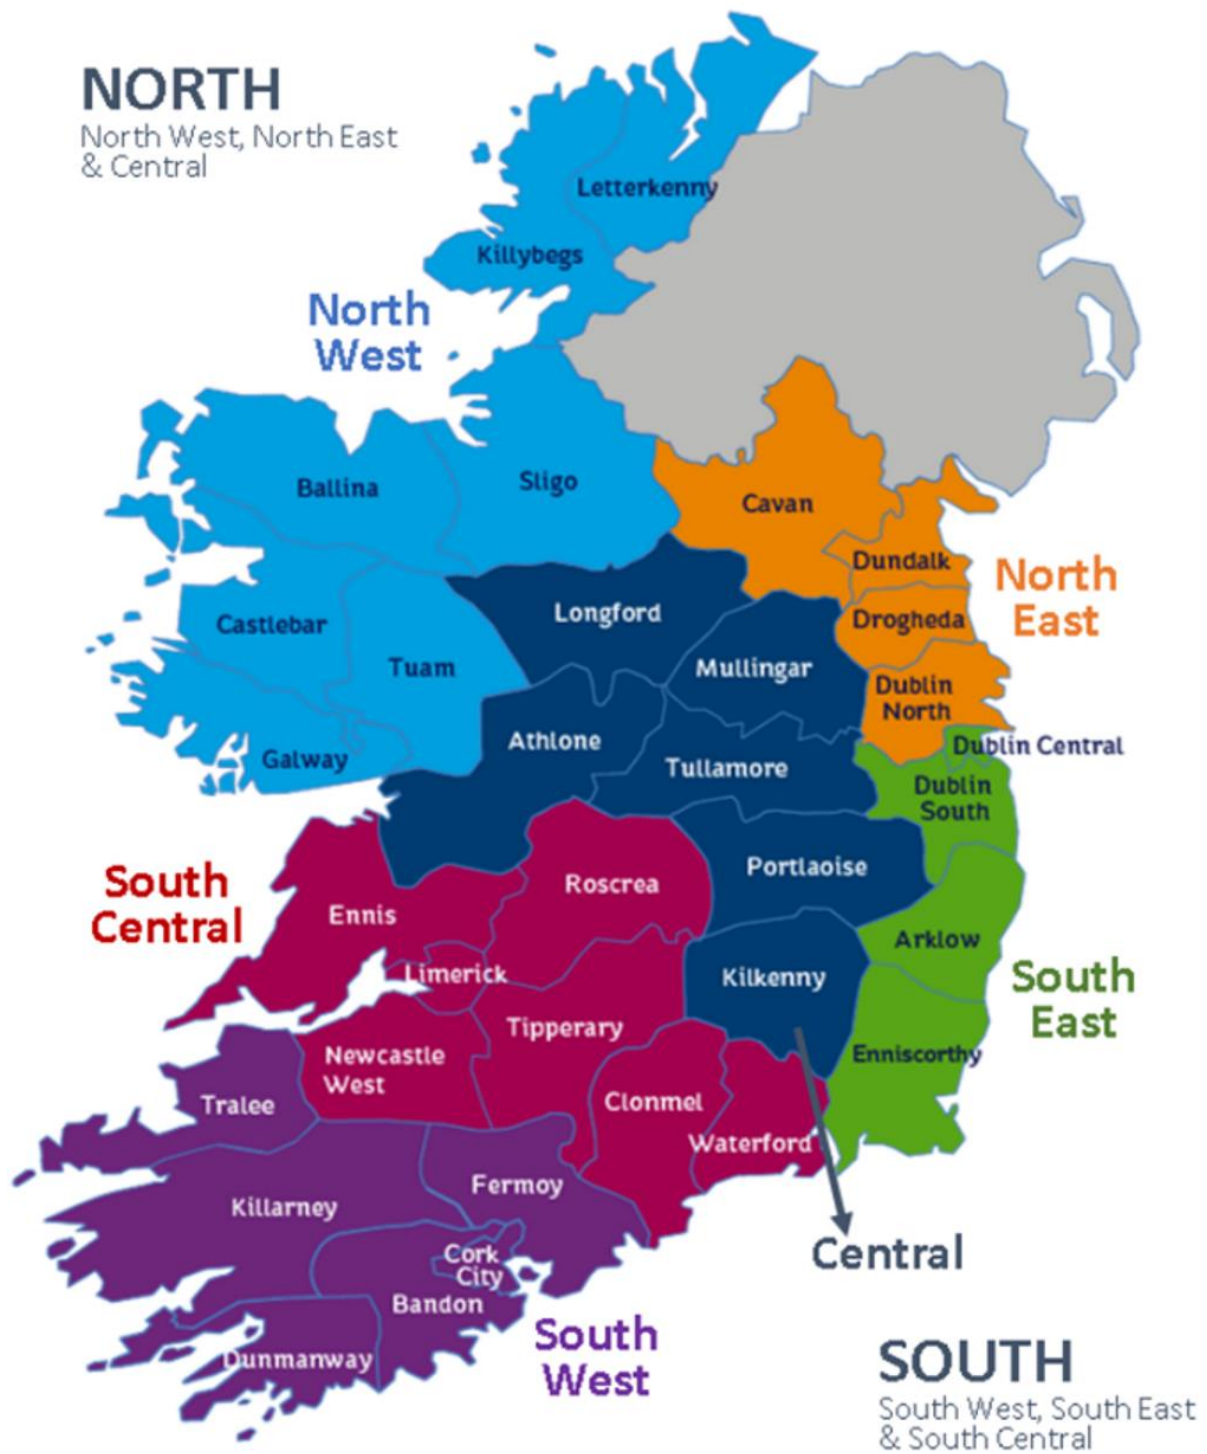 NORTH
North West, North East
& Central
Letterkenny
Killybegs
North
West
Ballina
Sligo
Cavan
Dundalk
North
East
Longford
Drogheda
Castlebar
Tuam
Mullingar
Dublin
North
Athlone
Dublin Central
Galway
Tullamore
Dublin
South
South
Central
Portlaoise
Roscrea
Ennis
Arklow
Limerick
Kilkenny
South
East
Tipperary
Newcastle
West
Enniscorthy
Tralee
Clonmel
Waterford
Fermoy
Killarney
Cork
City
Central
Bandon
South
West
Dunmanway
SOUTH
South West, South East
& South Central